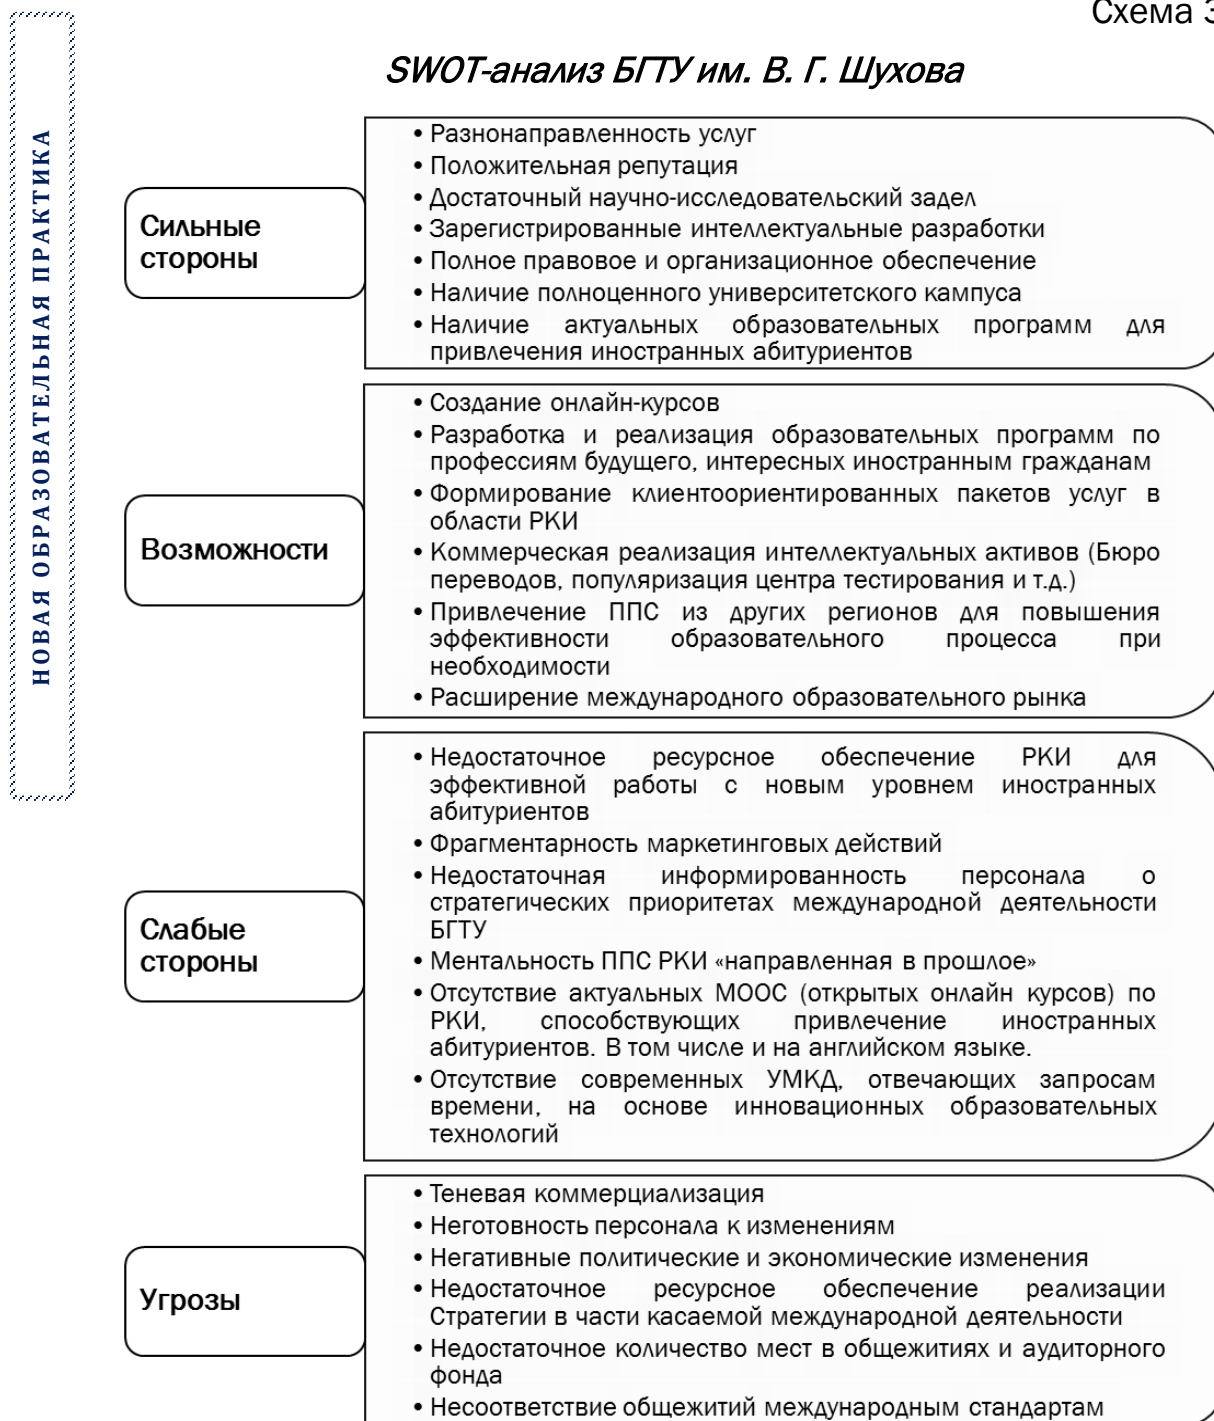 Схема 3
SWOT-анализ БГТУ им. В. Г. Шухова
НОВАЯ ОБРАЗОВАТЕЛЬНАЯ ПРАКТИКА
Сильные
стороны
• Разнонаправленность услуг
• Положительная репутация
• Достаточный научно-исследовательский задел
• Зарегистрированные интеллектуальные разработки
• Полное правовое и организационное обеспечение
• Наличие полноценного университетского кампуса
• Наличие актуальных образовательных программ для
привлечения иностранных абитуриентов
Возможности
• Создание онлайн-курсов
• Разработка и реализация образовательных программ по
профессиям будущего, интересных иностранным гражданам
• Формирование клиентоориентированных пакетов услуг в
области РКИ
• Коммерческая реализация интеллектуальных активов (Бюро
переводов, популяризация центра тестирования и т.д.)
• Привлечение ППС из других регионов для повышения
эффективности образовательного процесса при
необходимости
• Расширение международного образовательного рынка
Слабые
стороны
• Недостаточное ресурсное обеспечение РКИ для
эффективной работы с новым уровнем иностранных
абитуриентов
• Фрагментарность маркетинговых действий
• Недостаточная информированность персонала о
стратегических приоритетах международной деятельности
БГТУ
• Ментальность ППС РКИ «направленная в прошлое»
• Отсутствие актуальных МООС (открытых онлайн курсов) по
РКИ, способствующих привлечение иностранных
абитуриентов. В том числе и на английском языке.
• Отсутствие современных УМКД, отвечающих запросам
времени, на основе инновационных образовательных
технологий
Угрозы
• Теневая коммерциализация
• Неготовность персонала к изменениям
• Негативные политические и экономические изменения
• Недостаточное ресурсное обеспечение реализации
Стратегии в части касаемой международной деятельности
• Недостаточное количество мест в общежитиях и аудиторного
фонда
• Несоответствие общежитий международным стандартам